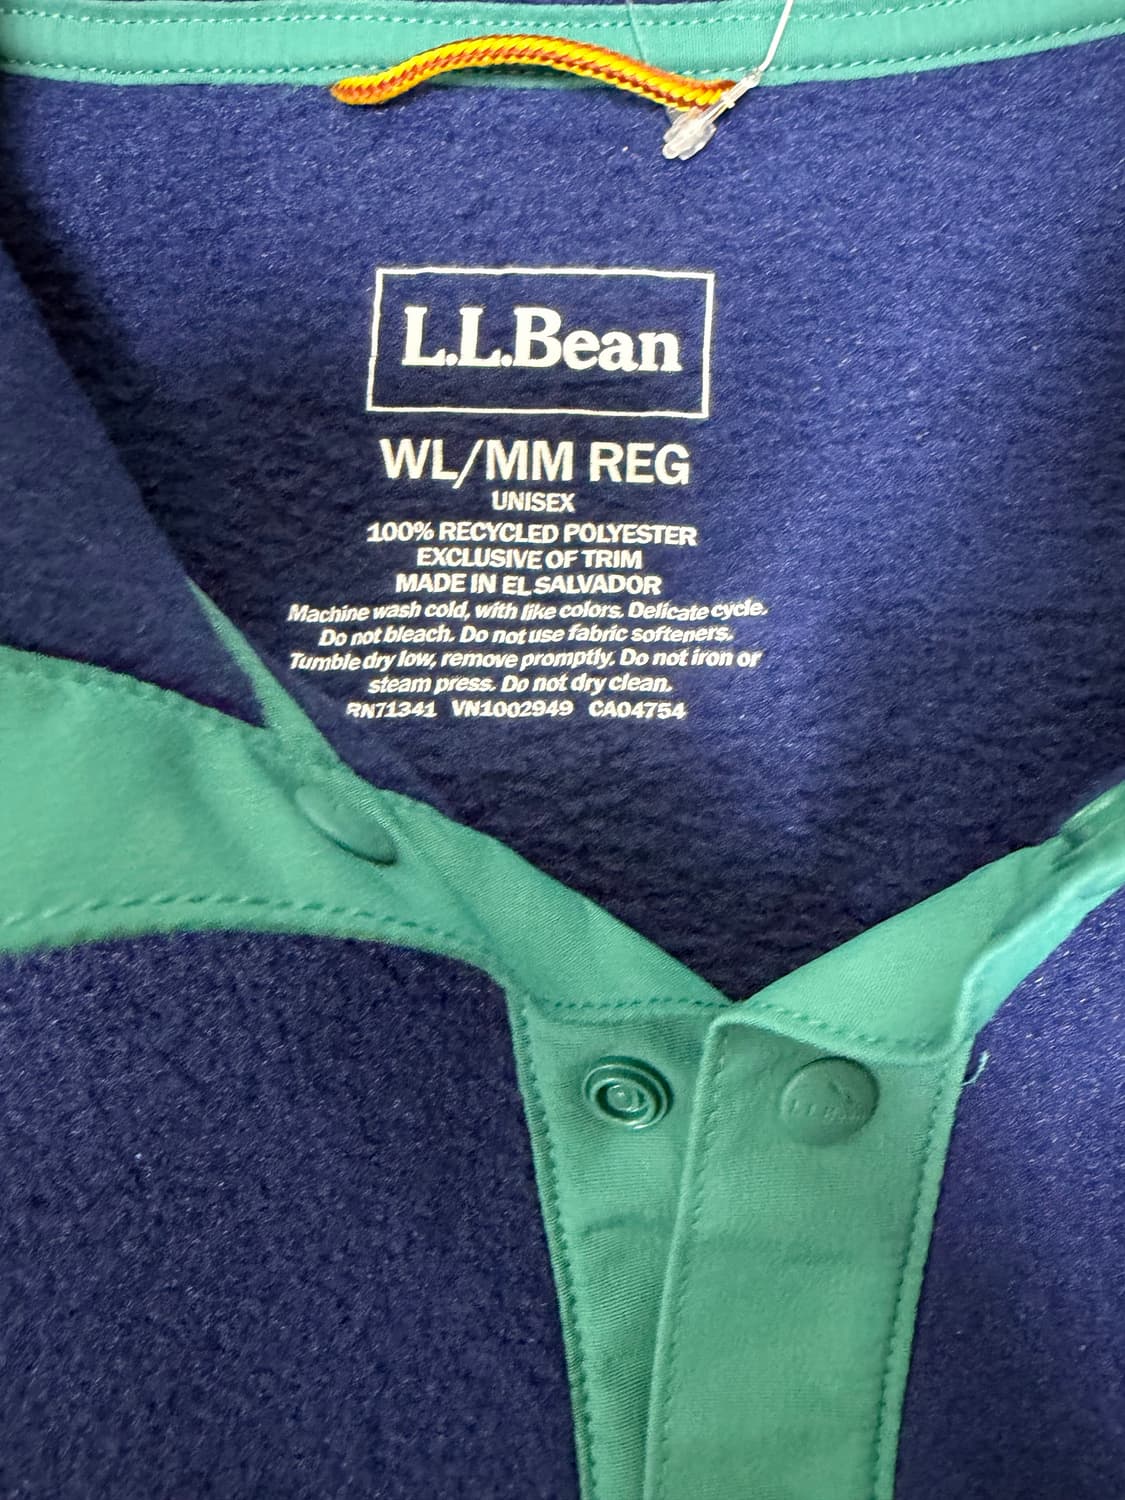 L.L.Bean
WL/MM REG
UNISEX
100% RECYCLED POLYESTER
EXCLUSIVE OF TRIM
MADE IN EL SALVADOR
Machine wash cold, with like colors. Delicate cycle.
Do not bleach. Do not use fabric softeners.
Tumble dry low, remove promptly. Do not iron or
steam press. Do not dry clean.
RN71341 VN1002949 CA04754
L.L.BEAN